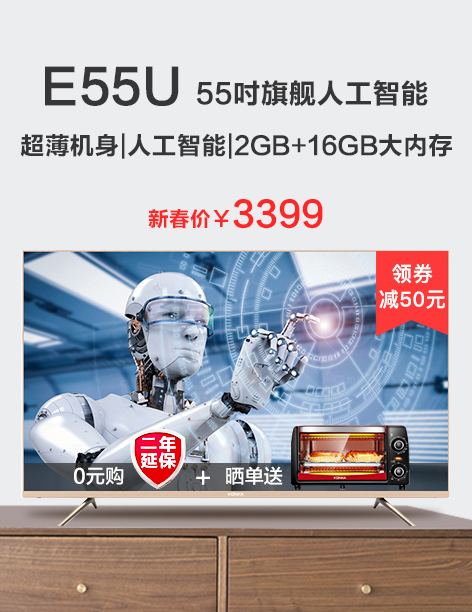 E55U 55吋旗舰人工智能
超薄机身|人工智能|2GB+16GB大内存
新春价¥3399
领券
减50元
二年
延保
0元购 + 晒单送
KONKA
KONKA